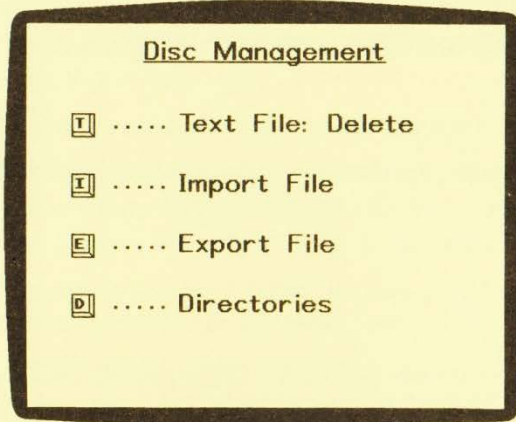 Disc Management
T ..... Text File: Delete
I ..... Import File
E ..... Export File
D ..... Directories